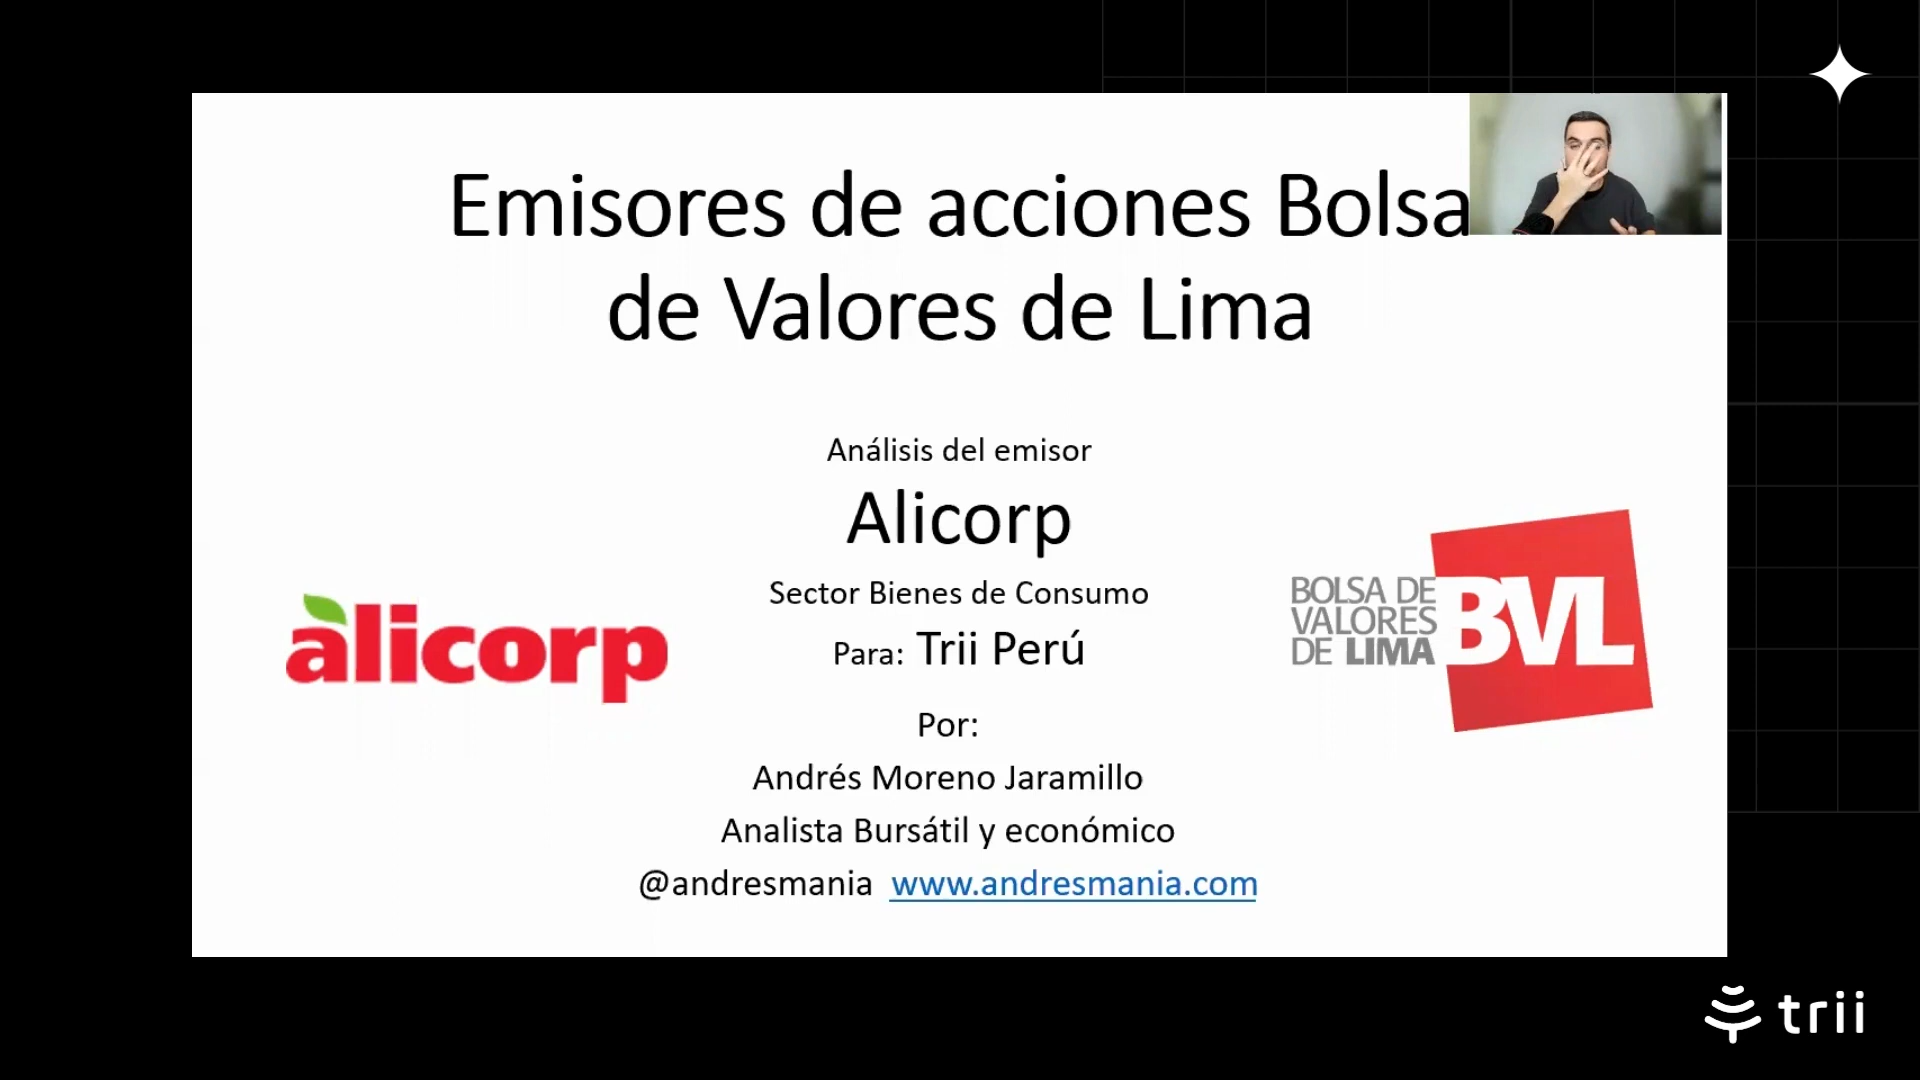 Emisores de acciones Bolsa
de Valores de Lima
Análisis del emisor
Alicorp
Sector Bienes de Consumo
Para: Trii Perú
Por:
Andrés Moreno Jaramillo
Analista Bursátil y económico
@andresmania www.andresmania.com
alicorp
BOLSA DE
VALORES
DE LIMA
BVL
trii